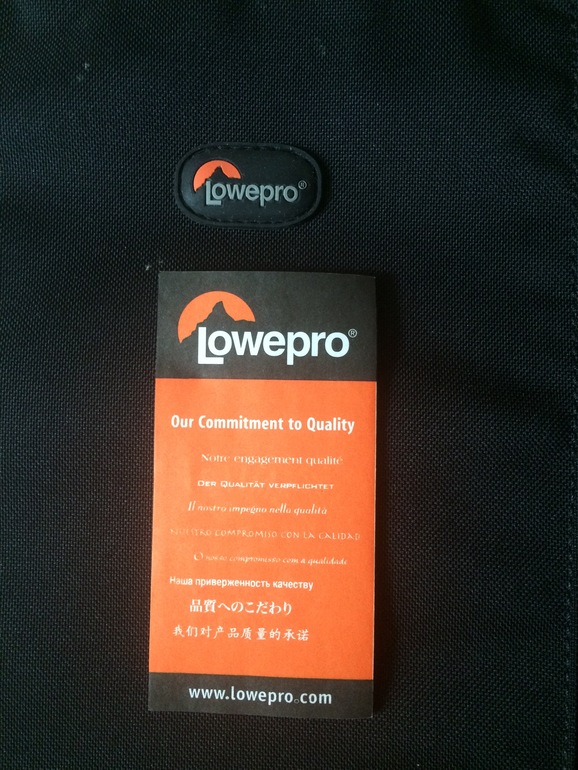 Lowepro®
Lowepro®
Our Commitment to Quality
Notre engagement qualité
DER QUALITÄT VERPFLICHTET
Il nostro impegno nella qualità
NUESTRO COMPROMISO CON LA CALIDAD
O nosso compromisso com a qualidade
Наша приверженность качеству
品質へのこだわり
我们对产品质量的承诺
www.lowepro.com